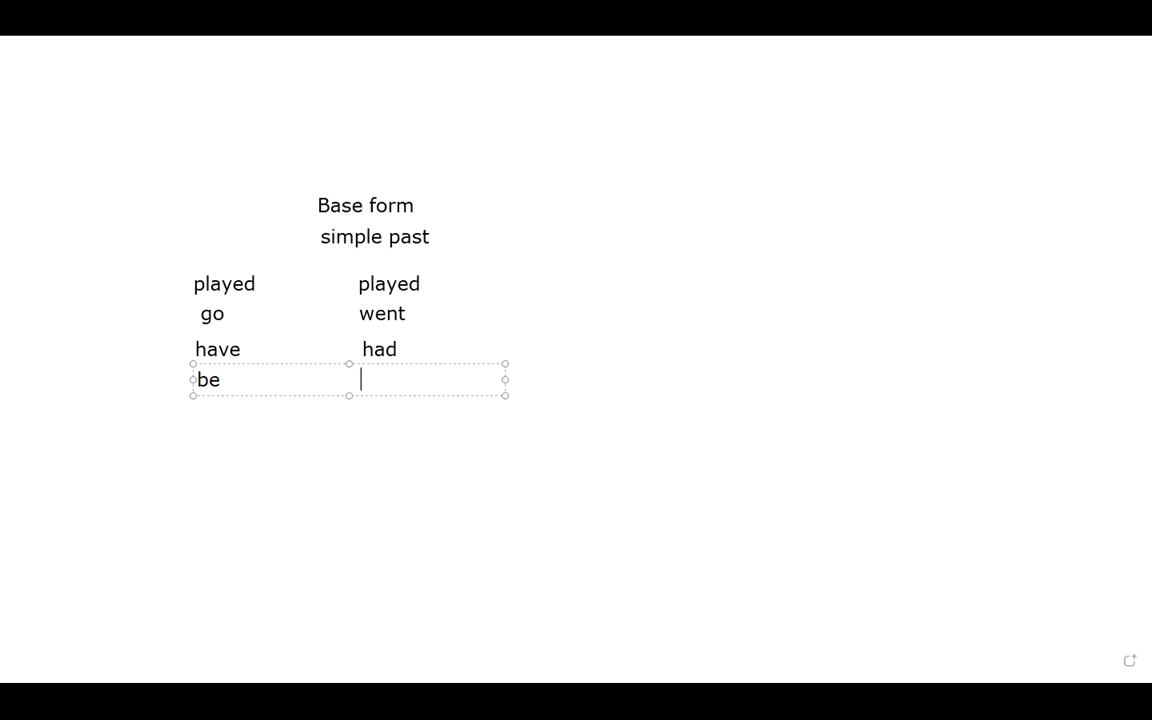 Base form
simple past
played played
go went
have had
be